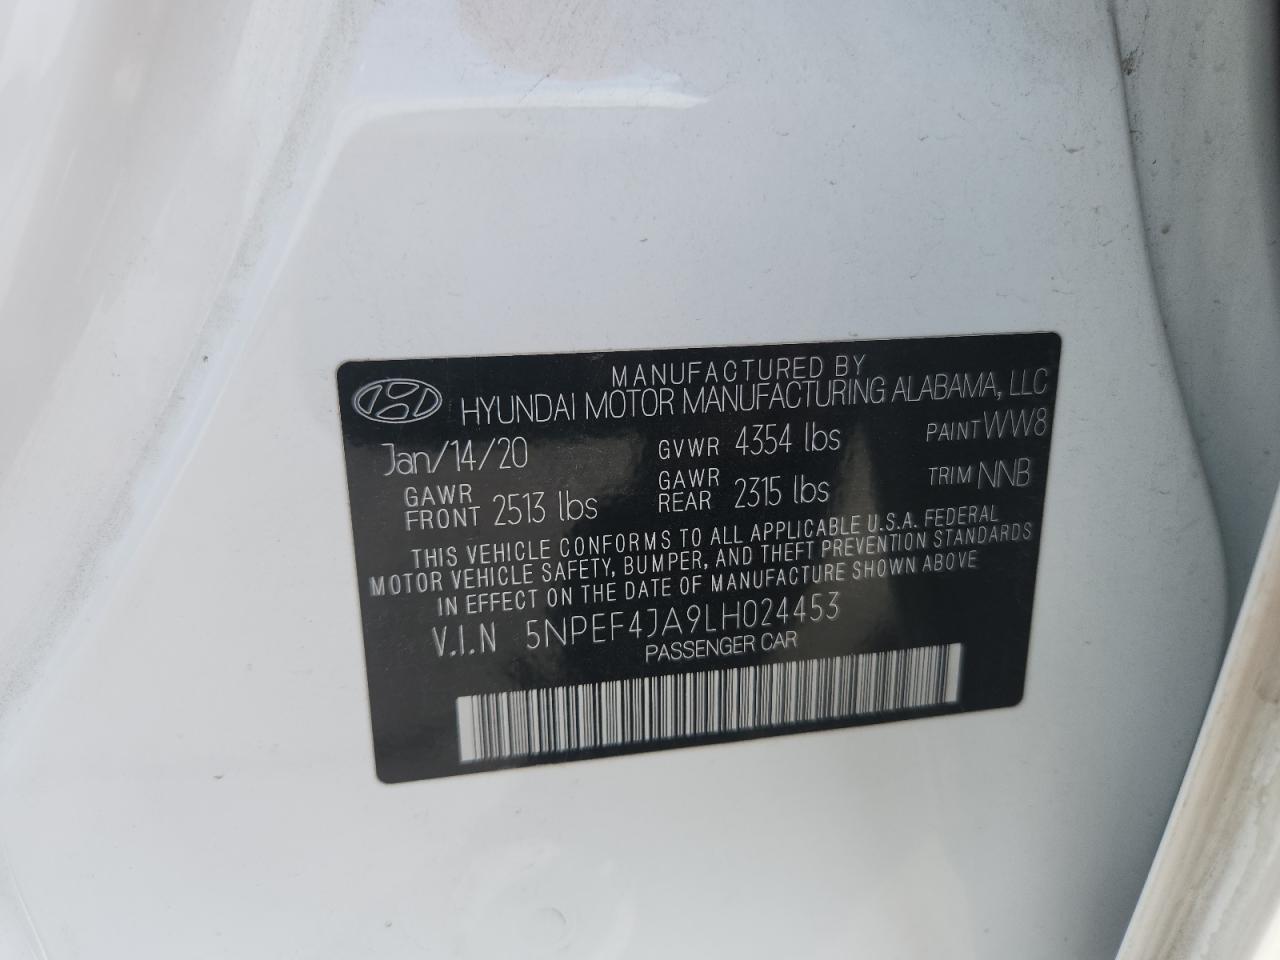 MANUFACTURED BY
HYUNDAI MOTOR MANUFACTURING ALABAMA, LLC
Jan/14/20 GVWR 4354 lbs PAINT WW8
GAWR FRONT 2513 lbs GAWR REAR 2315 lbs TRIM NNB
THIS VEHICLE CONFORMS TO ALL APPLICABLE U.S.A. FEDERAL
MOTOR VEHICLE SAFETY, BUMPER, AND THEFT PREVENTION STANDARDS
IN EFFECT ON THE DATE OF MANUFACTURE SHOWN ABOVE
V.I.N 5NPEF4JA9LH024453
PASSENGER CAR